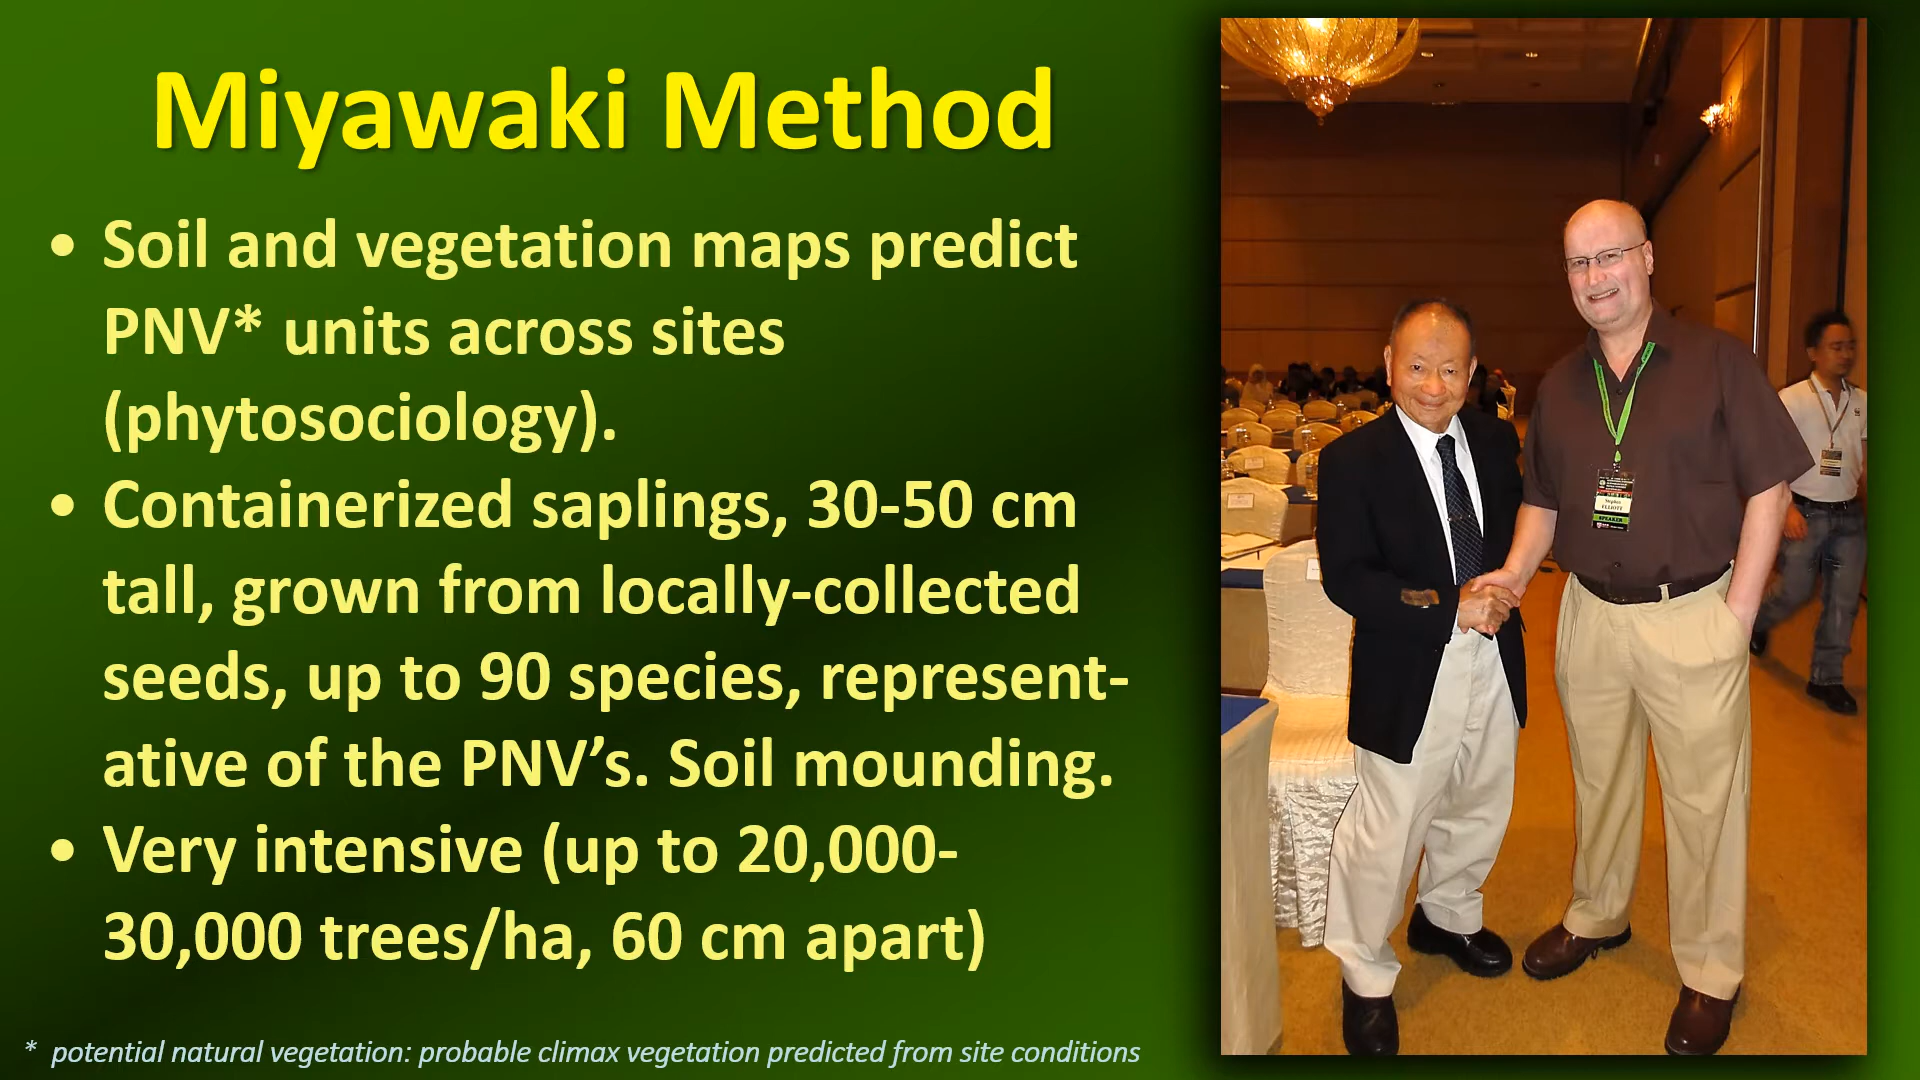 Miyawaki Method
• Soil and vegetation maps predict
PNV* units across sites
(phytosociology).
• Containerized saplings, 30-50 cm
tall, grown from locally-collected
seeds, up to 90 species, represent-
ative of the PNV’s. Soil mounding.
• Very intensive (up to 20,000-
30,000 trees/ha, 60 cm apart)
* potential natural vegetation: probable climax vegetation predicted from site conditions
Stephen
ELLIOTT
SPEAKER